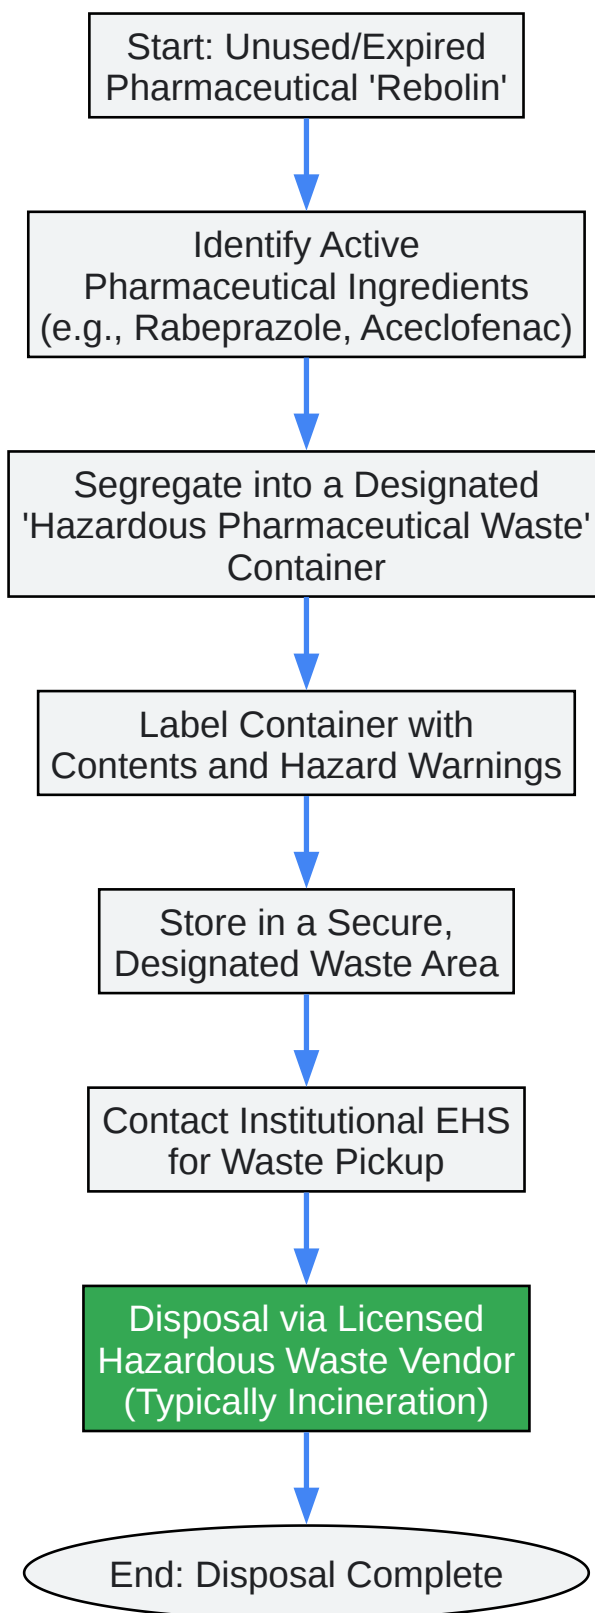 Start: Unused/Expired
Pharmaceutical 'Rebolin'
Identify Active
Pharmaceutical Ingredients
(e.g., Rabeprazole, Aceclofenac)
Segregate into a Designated
'Hazardous Pharmaceutical Waste'
Container
Label Container with
Contents and Hazard Warnings
Store in a Secure,
Designated Waste Area
Contact Institutional EHS
for Waste Pickup
Disposal via Licensed
Hazardous Waste Vendor
(Typically Incineration)
End: Disposal Complete